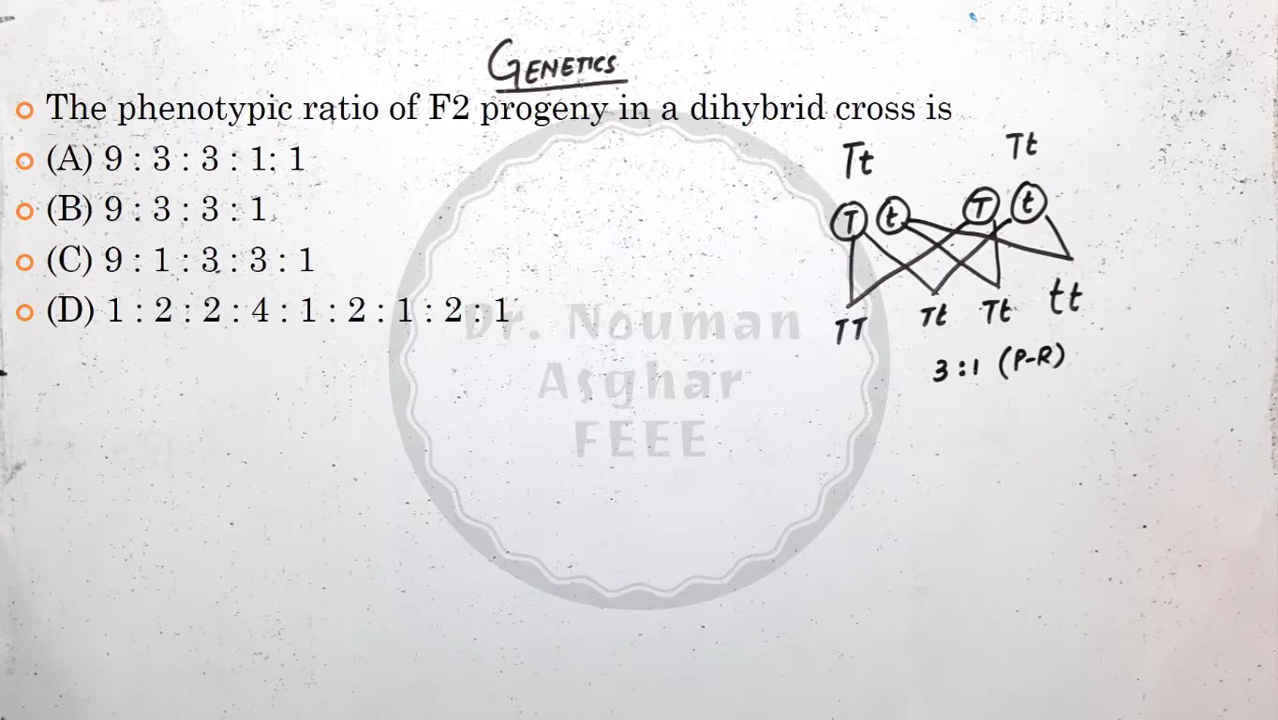 GENETICS
The phenotypic ratio of F2 progeny in a dihybrid cross is
(A) 9 : 3 : 3 : 1: 1
(B) 9 : 3 : 3 : 1
(C) 9 : 1 : 3 : 3 : 1
(D) 1 : 2 : 2 : 4 : 1 : 2 : 1 : 2 : 1
Tt Tt
T t T t
TT Tt Tt tt
3:1 (P-R)
Dr. Nouman
Asghar
FEEE